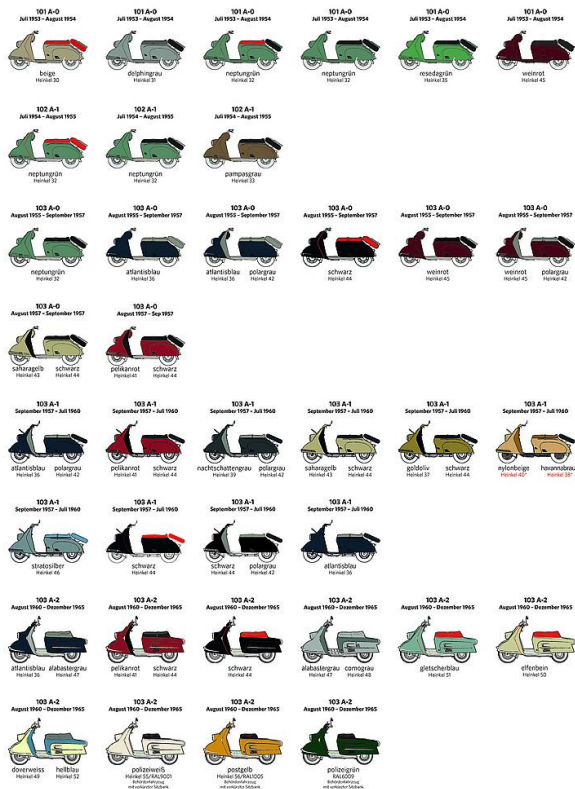 101 A-0 101 A-0 101 A-0 101 A-0 101 A-0 101 A-0
Juli 1953 - August 1954 Juli 1953 - August 1954 Juli 1953 - August 1954 Juli 1953 - August 1954 Juli 1953 - August 1954 Juli 1953 - August 1954
beige delphingrau neptungrün neptungrün resedagrün weinrot
Heinkel 30 Heinkel 31 Heinkel 32 Heinkel 32 Heinkel 35 Heinkel 45
102 A-1 102 A-1 102 A-1
Juli 1954 - August 1955 Juli 1954 - August 1955 Juli 1954 - August 1955
neptungrün neptungrün pampasgrau
Heinkel 32 Heinkel 32 Heinkel 33
103 A-0 103 A-0 103 A-0 103 A-0 103 A-0 103 A-0
August 1955 - September 1957 August 1955 - September 1957 August 1955 - September 1957 August 1955 - September 1957 August 1955 - September 1957 August 1955 - September 1957
neptungrün atlantisblau atlantisblau polargrau schwarz weinrot weinrot polargrau
Heinkel 32 Heinkel 36 Heinkel 36 Heinkel 42 Heinkel 44 Heinkel 45 Heinkel 45 Heinkel 42
103 A-0 103 A-0
August 1957 - September 1957 August 1957 - Sep 1957
saharagelb schwarz pelikanrot schwarz
Heinkel 43 Heinkel 44 Heinkel 41 Heinkel 44
103 A-1 103 A-1 103 A-1 103 A-1 103 A-1 103 A-1
September 1957 - Juli 1960 September 1957 - Juli 1960 September 1957 - Juli 1960 September 1957 - Juli 1960 September 1957 - Juli 1960 September 1957 - Juli 1960
atlantisblau polargrau pelikanrot schwarz nachtschattengrau polargrau saharagelb schwarz goldoliv schwarz nylonbeige havannabrau
Heinkel 36 Heinkel 42 Heinkel 41 Heinkel 44 Heinkel 39 Heinkel 42 Heinkel 43 Heinkel 44 Heinkel 37 Heinkel 44 Heinkel 40* Heinkel 38*
103 A-1 103 A-1 103 A-1 103 A-1
September 1957 - Juli 1960 September 1957 - Juli 1960 September 1957 - Juli 1960 September 1957 - Juli 1960
stratosilber schwarz schwarz polargrau atlantisblau
Heinkel 46 Heinkel 44 Heinkel 44 Heinkel 42 Heinkel 36
103 A-2 103 A-2 103 A-2 103 A-2 103 A-2 103 A-2
August 1960 - Dezember 1965 August 1960 - Dezember 1965 August 1960 - Dezember 1965 August 1960 - Dezember 1965 August 1960 - Dezember 1965 August 1960 - Dezember 1965
atlantisblau alabastergrau pelikanrot schwarz schwarz alabastergrau comograu gletscherblau elfenbein
Heinkel 36 Heinkel 47 Heinkel 41 Heinkel 44 Heinkel 44 Heinkel 47 Heinkel 48 Heinkel 51 Heinkel 50
103 A-2 103 A-2 103 A-2 103 A-2
August 1960 - Dezember 1965 August 1960 - Dezember 1965 August 1960 - Dezember 1965 August 1960 - Dezember 1965
doverweiss hellblau polizeiweiß postgelb polizeigrün
Heinkel 49 Heinkel 52 Heinkel 55/RAL9001 Heinkel 56/RAL1005 RAL6009
Behördenfahrzeug Behördenfahrzeug Behördenfahrzeug
mit verkürzter Sitzbank mit verkürzter Sitzbank mit verkürzter Sitzbank